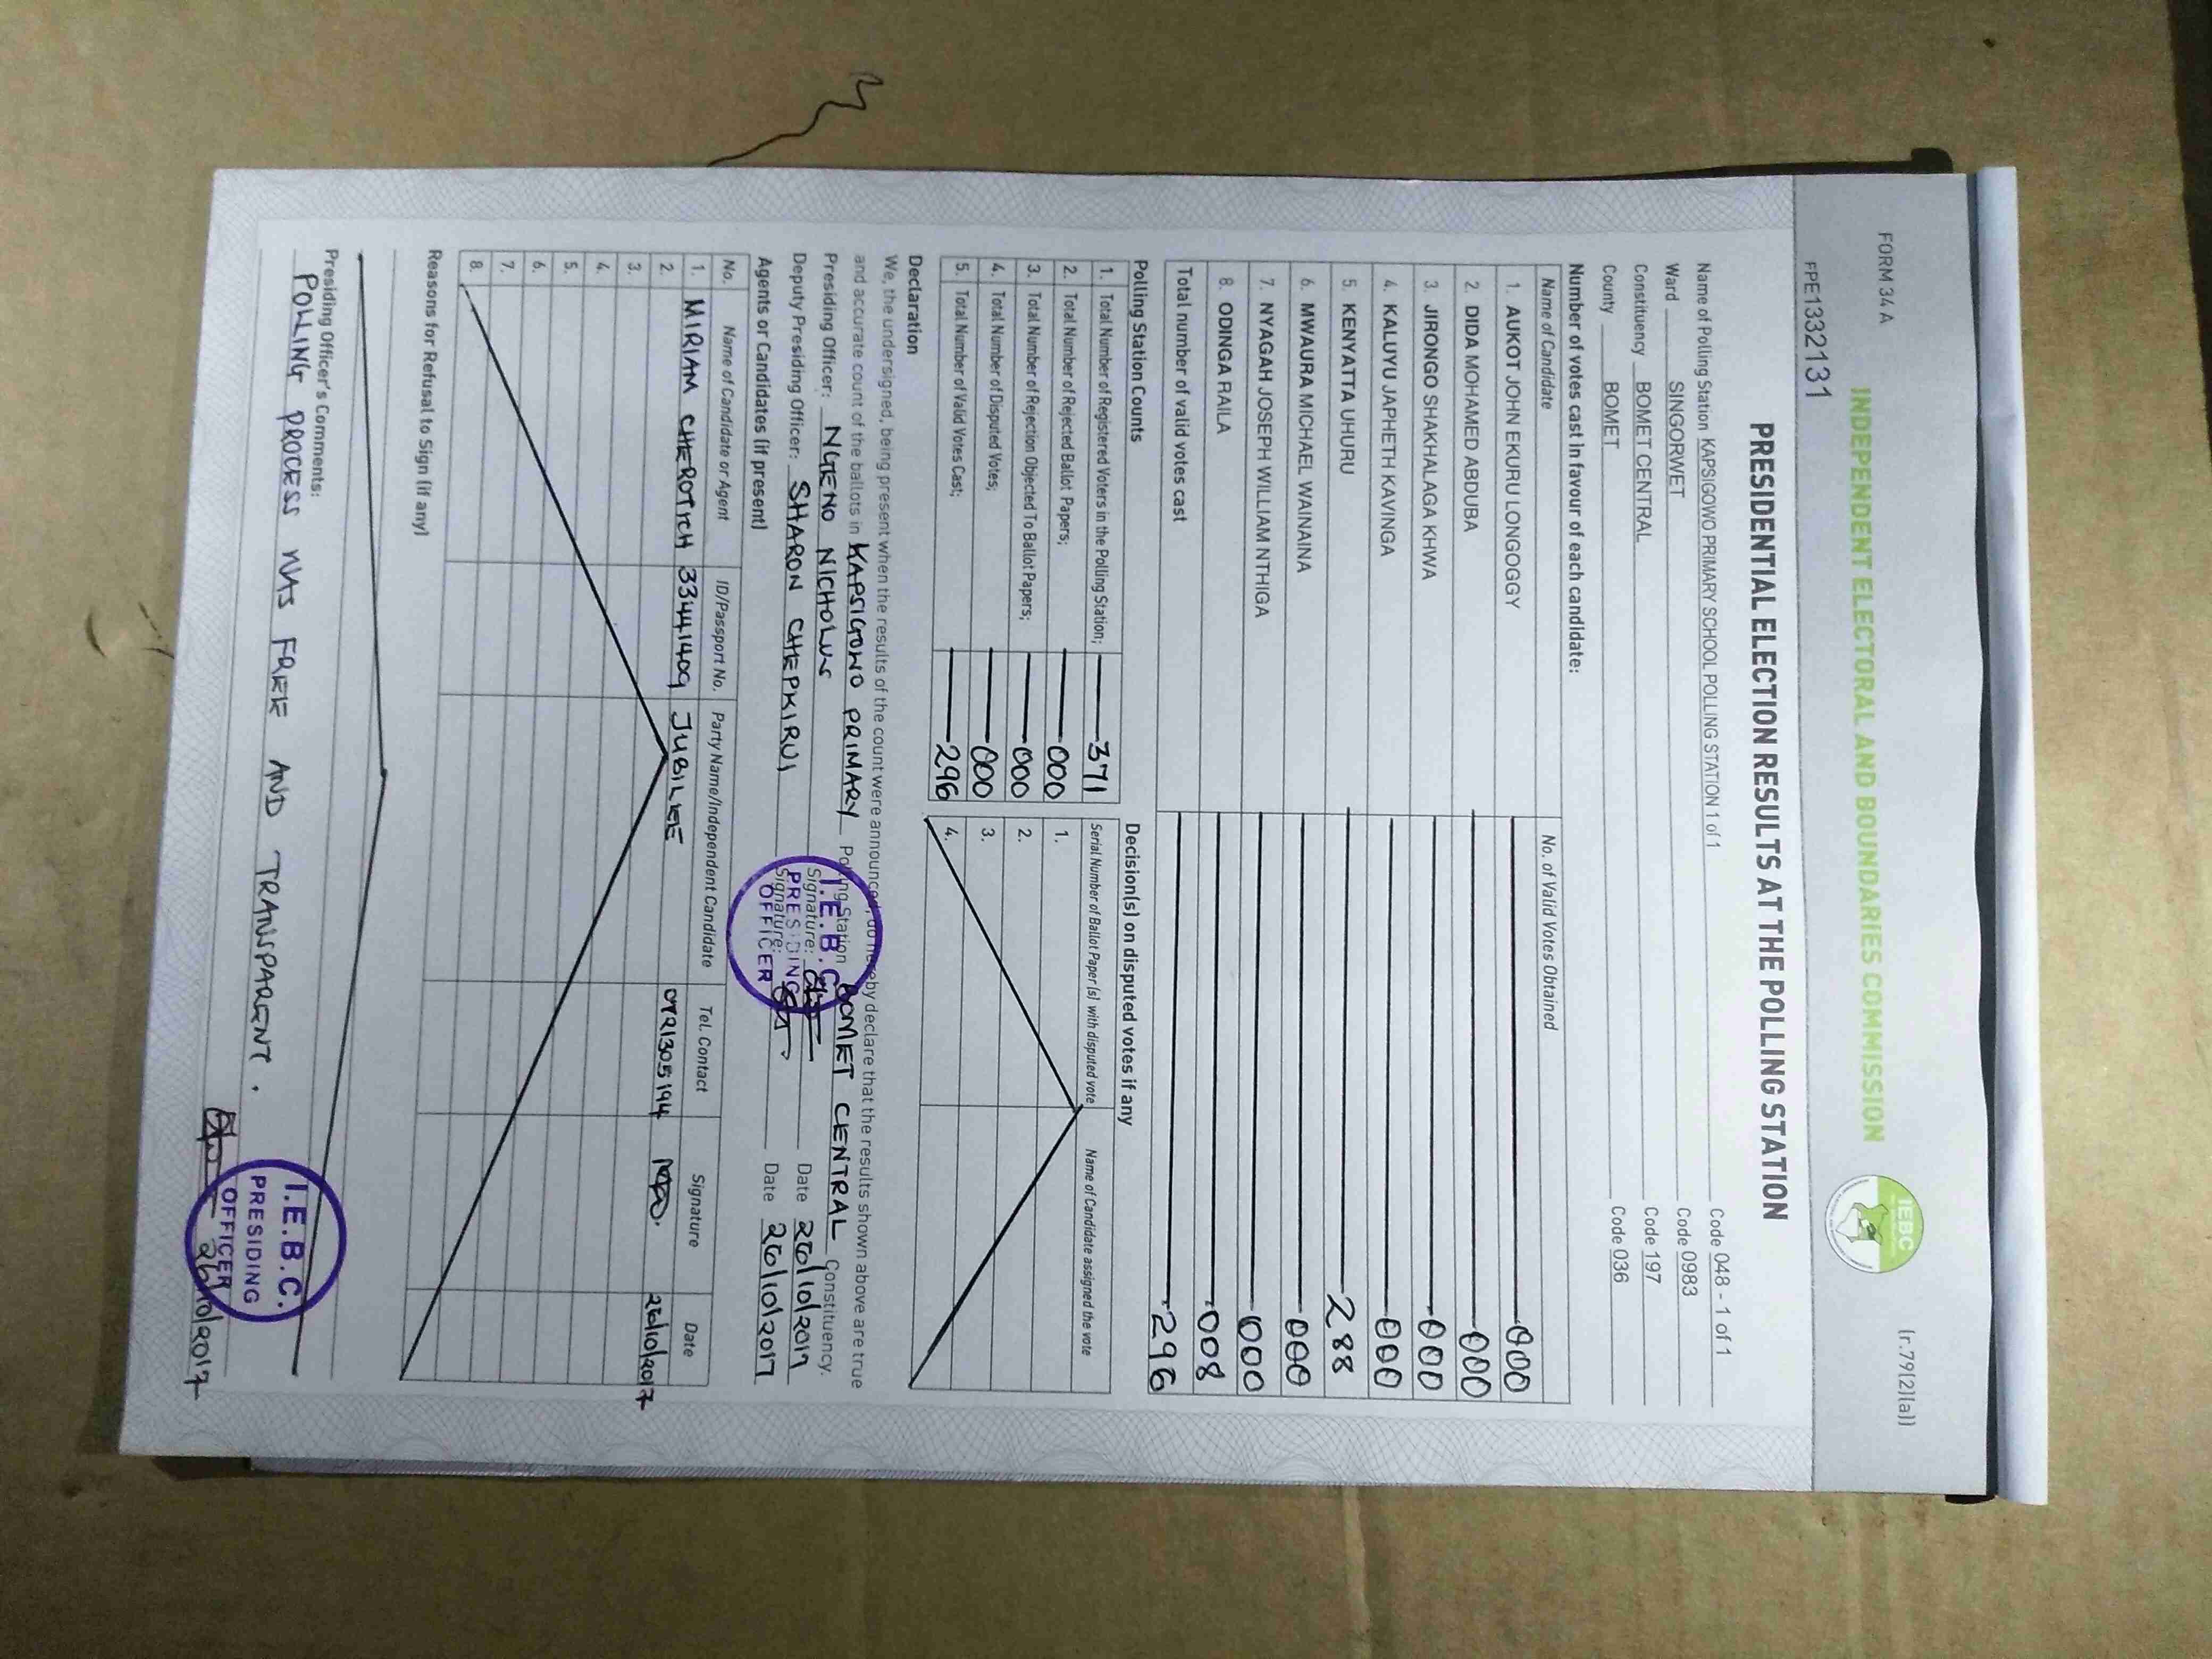 FORM 34 A
(r.79(2)(a))
INDEPENDENT ELECTORAL AND BOUNDARIES COMMISSION
IEBC
FPE1332131
PRESIDENTIAL ELECTION RESULTS AT THE POLLING STATION
Name of Polling Station KAPSIGOWO PRIMARY SCHOOL POLLING STATION 1 of 1 Code 048 - 1 of 1
Ward SINGORWET Code 0983
Constituency BOMET CENTRAL Code 197
County BOMET Code 036
Number of votes cast in favour of each candidate:
Name of Candidate No. of Valid Votes Obtained
1. AUKOT JOHN EKURU LONGOGGY 000
2. DIDA MOHAMED ABDUBA 000
3. JIRONGO SHAKHALAGA KHWA 000
4. KALUYU JAPHETH KAVINGA 000
5. KENYATTA UHURU 288
6. MWAURA MICHAEL WAINAINA 000
7. NYAGAH JOSEPH WILLIAM NTHIGA 000
8. ODINGA RAILA 008
Total number of valid votes cast 296
Polling Station Counts
1. Total Number of Registered Voters in the Polling Station; 371
2. Total Number of Rejected Ballot Papers; 000
3. Total Number of Rejection Objected To Ballot Papers; 000
4. Total Number of Disputed Votes; 000
5. Total Number of Valid Votes Cast; 296
Decision(s) on disputed votes if any
Serial Number of Ballot Paper(s) with disputed vote Name of Candidate assigned the vote
1.
2.
3.
4.
Declaration
We, the undersigned, being present when the results of the count were announced, do hereby declare that the results shown above are true
and accurate count of the ballots in KAPSIGOWO PRIMARY Polling Station BOMET CENTRAL Constituency.
Presiding Officer: NGENO NICHOLUS Signature: Date 26/10/2017
Deputy Presiding Officer: SHARON CHEPKIRUI Signature: Date 26/10/2017
I.E.B.C.
PRESIDING
OFFICER
Agents or Candidates (if present)
No. Name of Candidate or Agent ID/Passport No. Party Name/Independent Candidate Tel. Contact Signature Date
1. MIRIAM CHEROTICH 33441409 JUBILEE 0721305194 26/10/2017
2.
3.
4.
5.
6.
7.
8.
Reasons for Refusal to Sign (if any)
Presiding Officer's Comments:
POLLING PROCESS WAS FREE AND TRANSPARENT.
I.E.B.C.
PRESIDING
OFFICER
26/10/2017